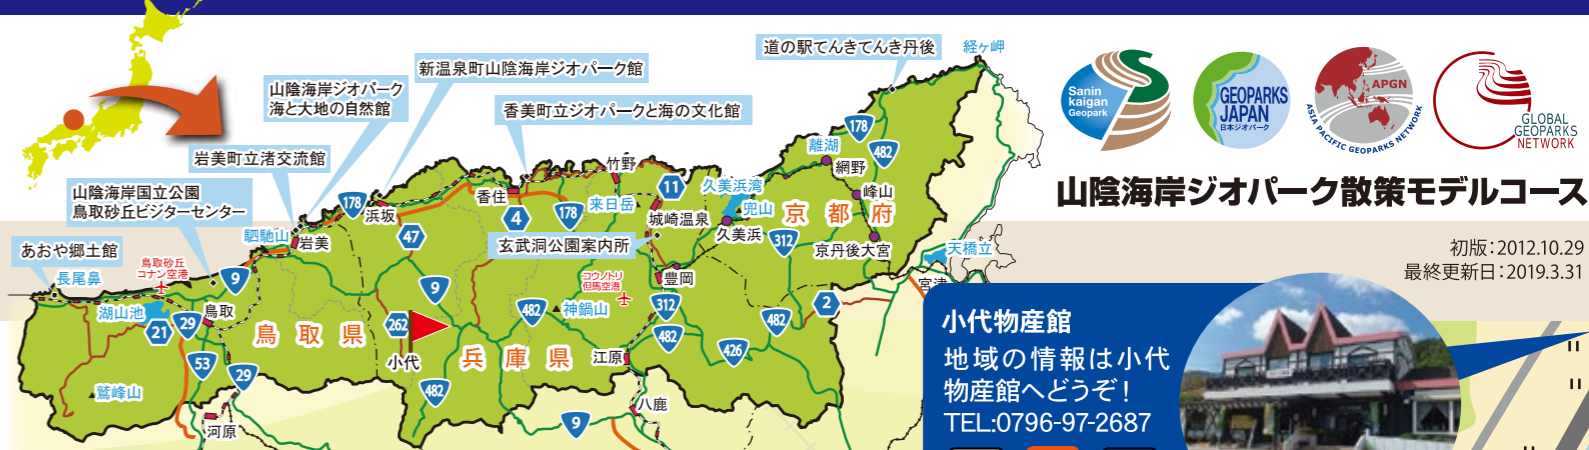 道の駅てんきてんき丹後
経ヶ岬
新温泉町山陰海岸ジオパーク館
山陰海岸ジオパーク
海と大地の自然館
香美町立ジオパークと海の文化館
岩美町立渚交流館
山陰海岸国立公園
鳥取砂丘ビジターセンター
あおや郷土館
玄武洞公園案内所
Sanin
kaigan
Geopark
GEOPARKS
JAPAN
日本ジオパーク
APGN
ASIA PACIFIC GEOPARKS NETWORK
GLOBAL
GEOPARKS
NETWORK
山陰海岸ジオパーク散策モデルコース
初版：2012.10.29
最終更新日：2019.3.31
178
482
離湖
網野
峰山
竹野
11
久美浜湾
兜山
京都府
香住
4
178
来日岳
城崎温泉
久美浜
312
京丹後大宮
天橋立
宮津
178
浜坂
47
駟馳山
岩美
長尾鼻
鳥取砂丘
コナン空港
9
9
コウノトリ
但馬空港
豊岡
湖山池
21
29
鳥取
鳥取県
262
小代
482
神鍋山
312
482
482
2
兵庫県
江原
426
53
29
鷲峰山
482
八鹿
9
河原
小代物産館
地域の情報は小代
物産館へどうぞ！
TEL:0796-97-2687